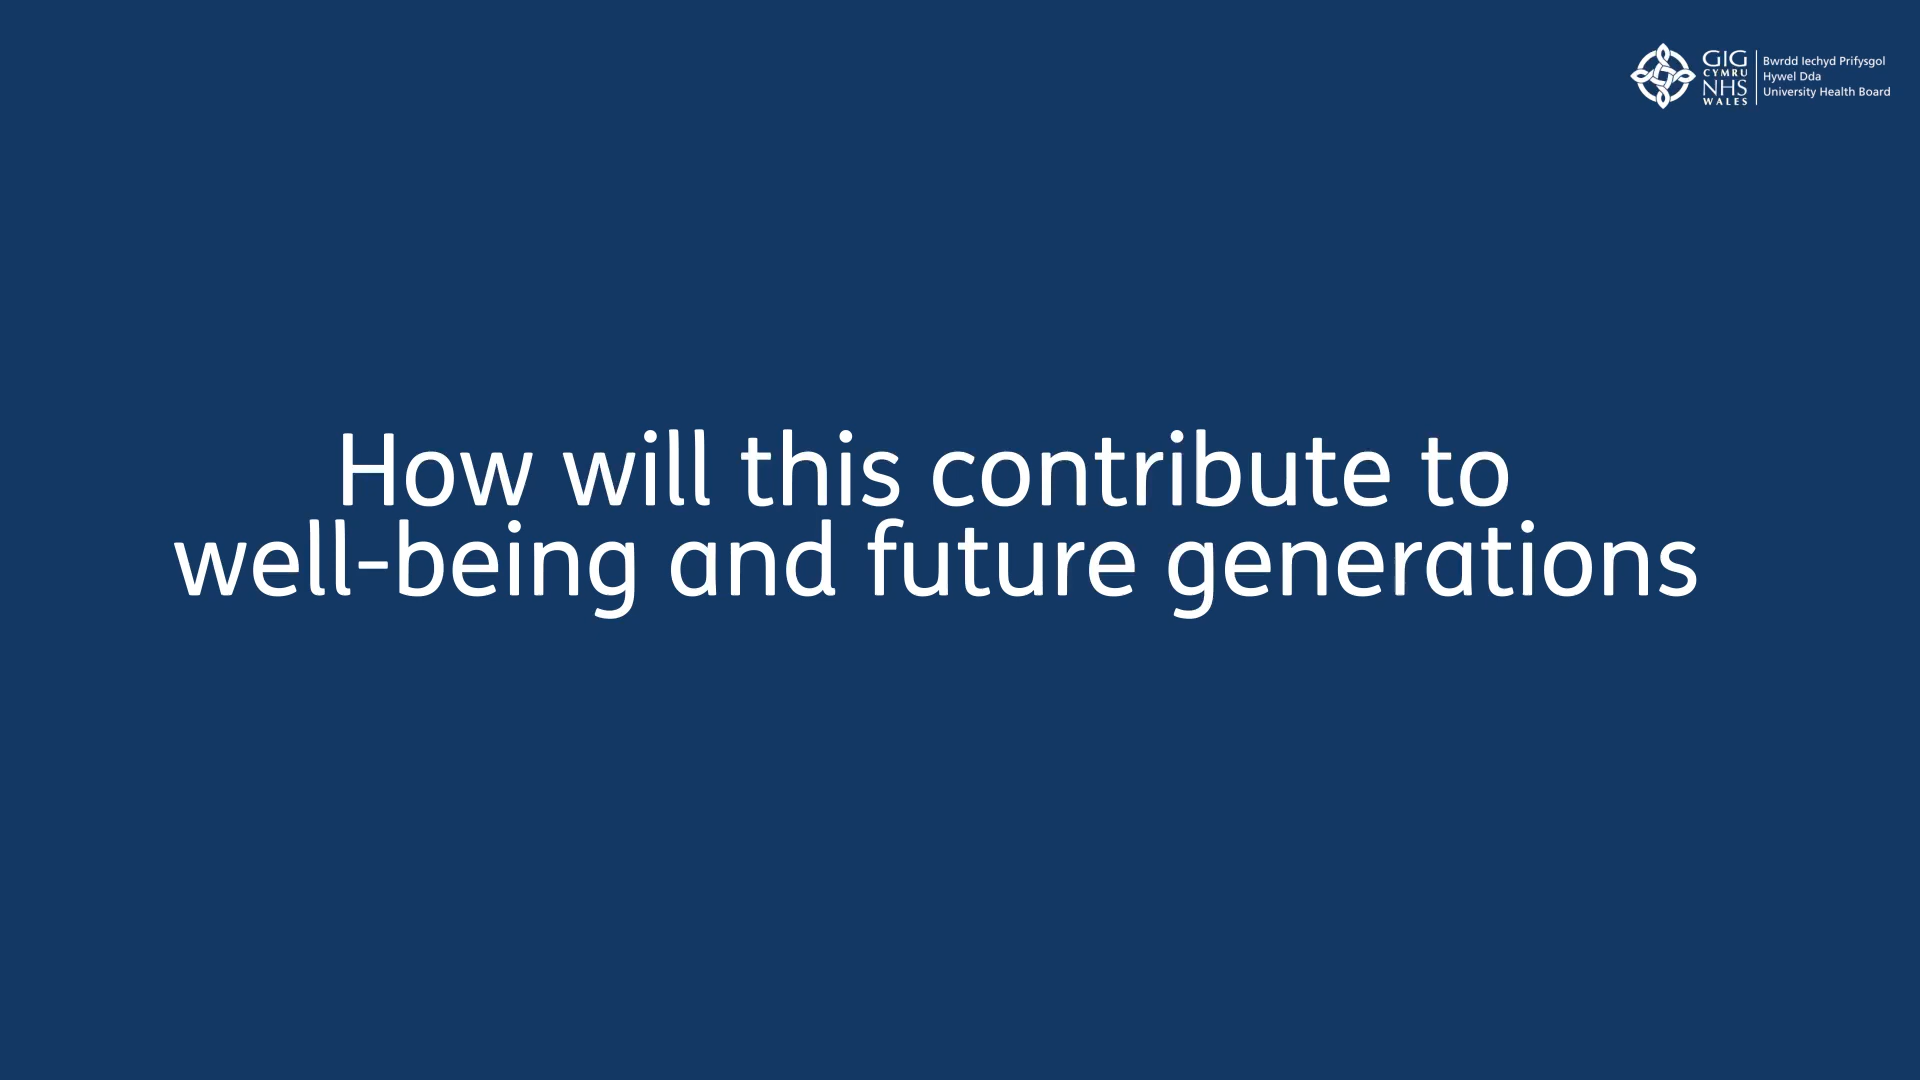 GIG
CYMRU
NHS
WALES
Bwrdd Iechyd Prifysgol
Hywel Dda
University Health Board
How will this contribute to
well-being and future generations